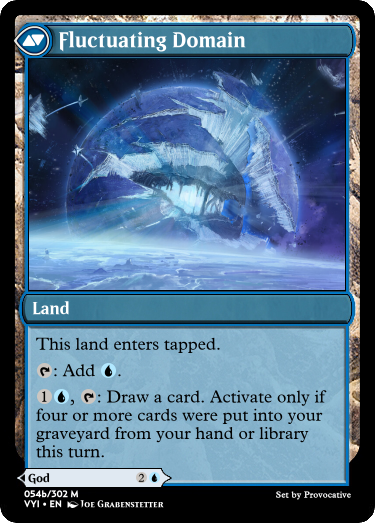 Fluctuating Domain
Land
This land enters tapped.
: Add .
1 , : Draw a card. Activate only if
four or more cards were put into your
graveyard from your hand or library
this turn.
God 2
054b/302 M
VYI • EN Joe Grabenstetter
Set by Provocative